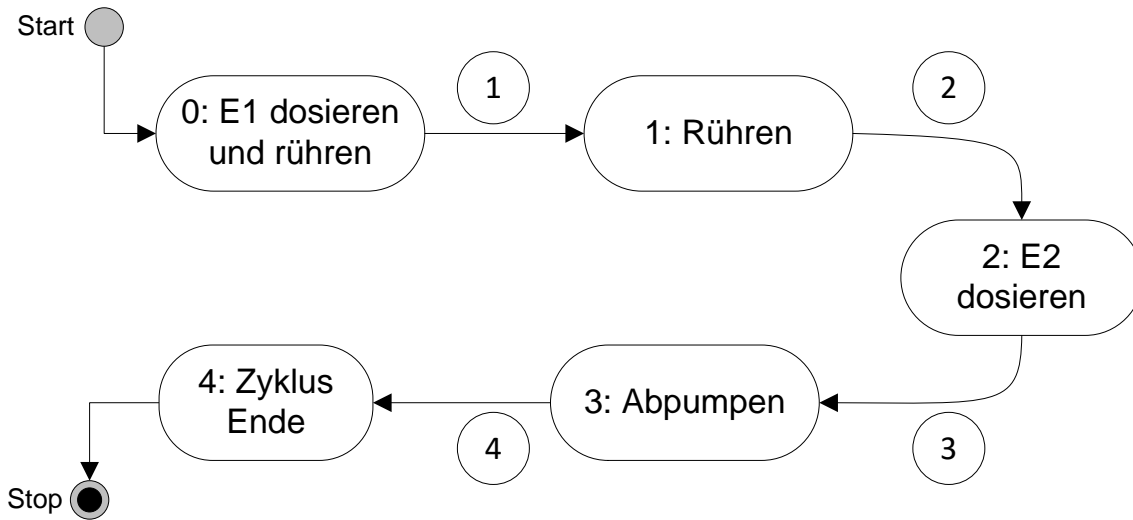 Start
0: E1 dosieren
und rühren
1
1: Rühren
2
2: E2
dosieren
3
3: Abpumpen
4
4: Zyklus
Ende
Stop